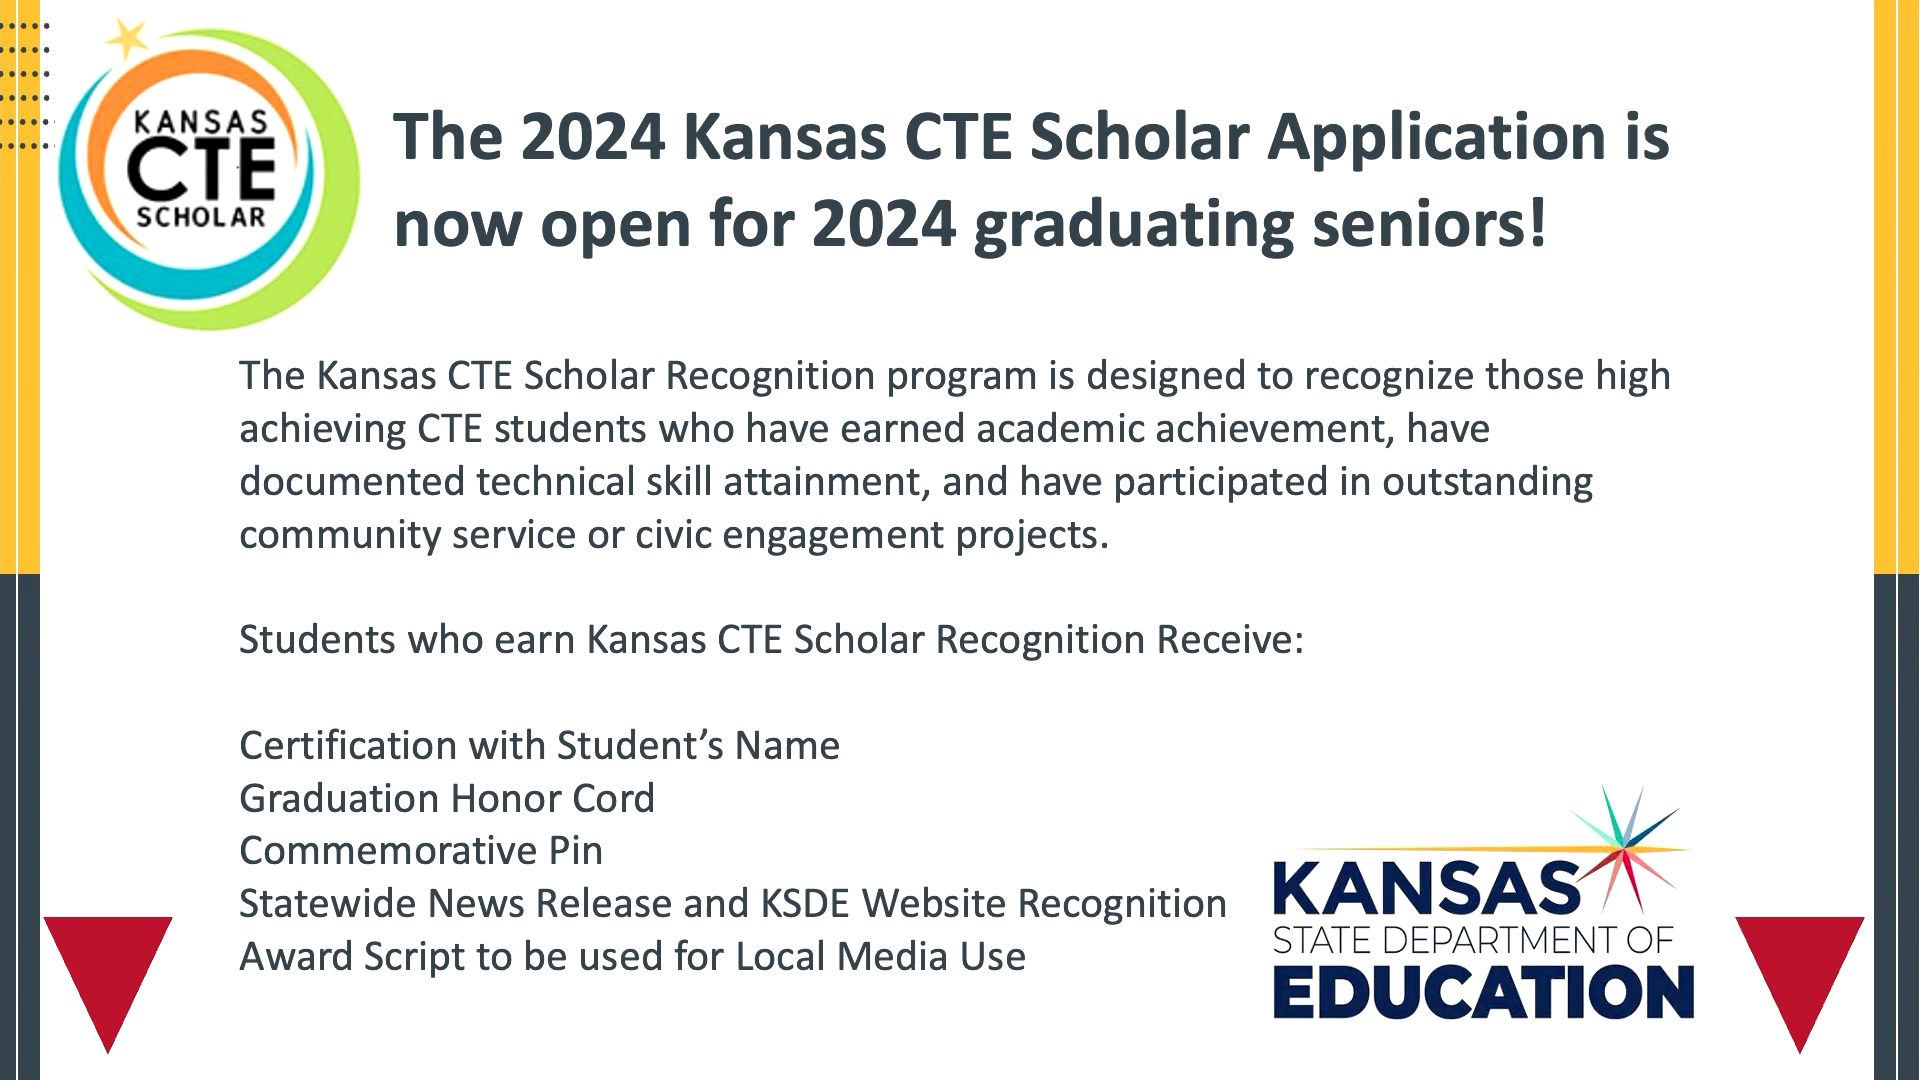 KANSAS
CTE
SCHOLAR
The 2024 Kansas CTE Scholar Application is
now open for 2024 graduating seniors!
The Kansas CTE Scholar Recognition program is designed to recognize those high
achieving CTE students who have earned academic achievement, have
documented technical skill attainment, and have participated in outstanding
community service or civic engagement projects.
Students who earn Kansas CTE Scholar Recognition Receive:
Certification with Student’s Name
Graduation Honor Cord
Commemorative Pin
Statewide News Release and KSDE Website Recognition
Award Script to be used for Local Media Use
KANSAS
STATE DEPARTMENT OF
EDUCATION